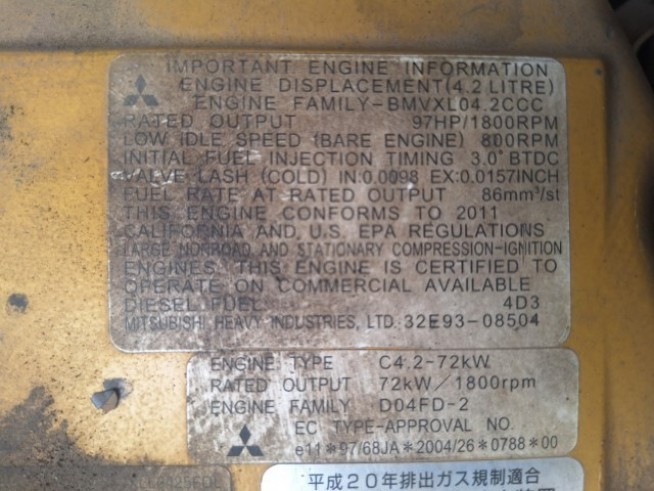 IMPORTANT ENGINE INFORMATION
ENGINE DISPLACEMENT(4.2 LITRE)
ENGINE FAMILY-BMVXL04.2CCC
RATED OUTPUT 97HP/1800RPM
LOW IDLE SPEED (BARE ENGINE) 800RPM
INITIAL FUEL INJECTION TIMING 3.0°BTDC
VALVE LASH (COLD) IN:0.0098 EX:0.0157INCH
FUEL RATE AT RATED OUTPUT 86mm³/st
THIS ENGINE CONFORMS TO 2011
CALIFORNIA AND U.S. EPA REGULATIONS
LARGE NONROAD AND STATIONARY COMPRESSION-IGNITION
ENGINES. THIS ENGINE IS CERTIFIED TO
OPERATE ON COMMERCIAL AVAILABLE
DIESEL FUEL 4D3
MITSUBISHI HEAVY INDUSTRIES, LTD. 32E93-08504
ENGINE TYPE C4.2-72kW
RATED OUTPUT 72kW/1800rpm
ENGINE FAMILY D04FD-2
EC TYPE-APPROVAL NO.
e11*97/68JA*2004/26*0788*00
平成20年排出ガス規制適合